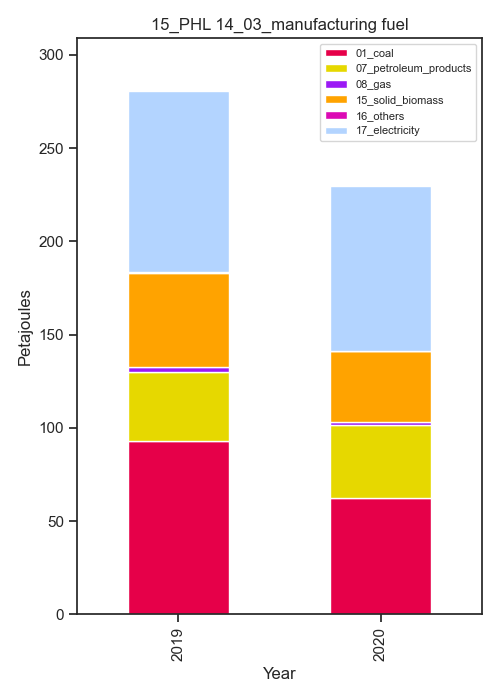 15_PHL 14_03_manufacturing fuel
01_coal
07_petroleum_products
08_gas
15_solid_biomass
16_others
17_electricity
300
250
200
150
100
50
0
Petajoules
2019
2020
Year